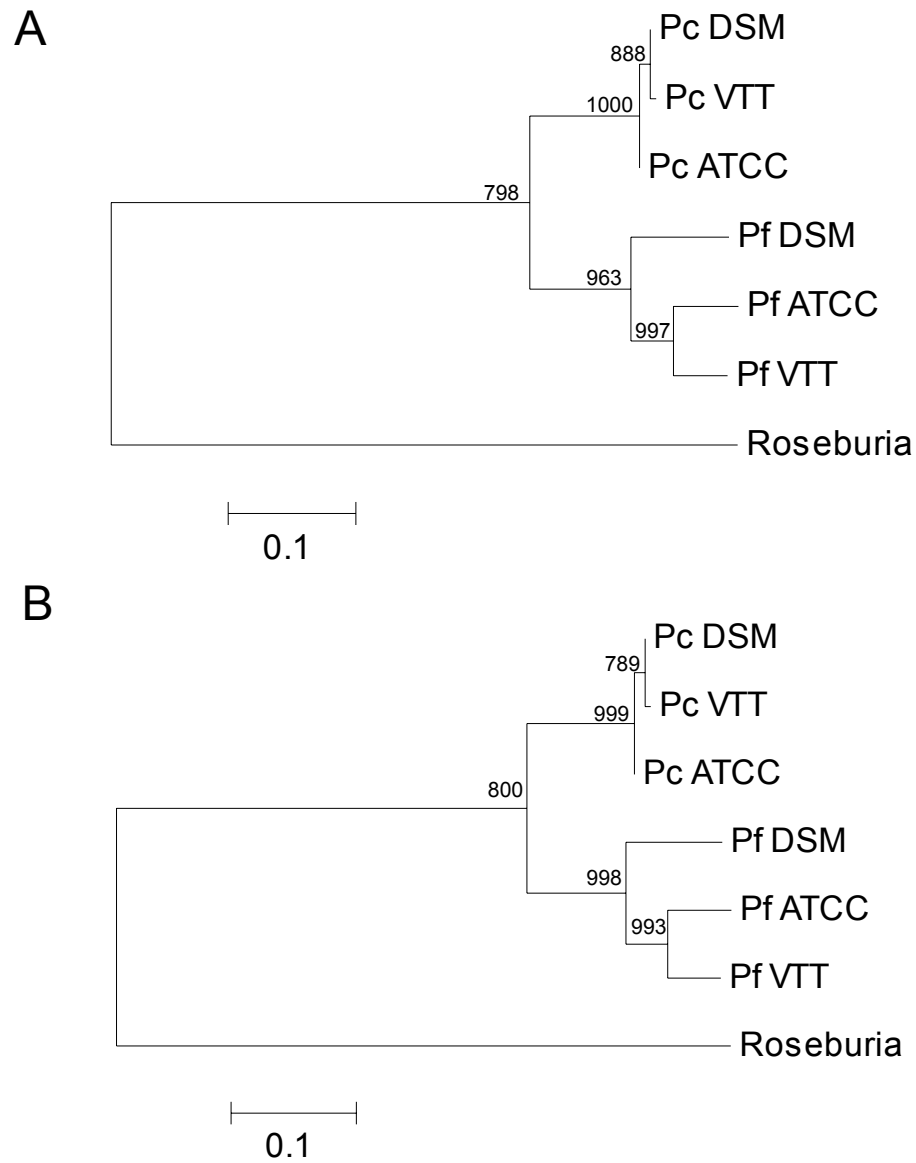 A
Pc DSM
888
Pc VTT
1000
Pc ATCC
798
Pf DSM
963
Pf ATCC
997
Pf VTT
Roseburia
0.1
B
Pc DSM
789
Pc VTT
999
Pc ATCC
800
Pf DSM
998
Pf ATCC
993
Pf VTT
Roseburia
0.1